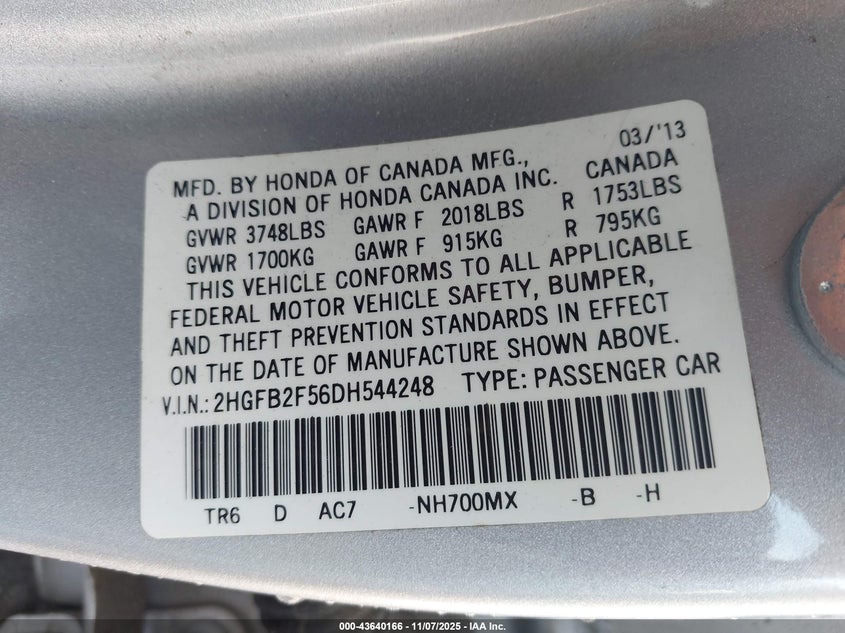 03/'13
MFD. BY HONDA OF CANADA MFG., CANADA
A DIVISION OF HONDA CANADA INC.
GVWR 3748LBS GAWR F 2018LBS R 1753LBS
GVWR 1700KG GAWR F 915KG R 795KG
THIS VEHICLE CONFORMS TO ALL APPLICABLE
FEDERAL MOTOR VEHICLE SAFETY, BUMPER,
AND THEFT PREVENTION STANDARDS IN EFFECT
ON THE DATE OF MANUFACTURE SHOWN ABOVE.
V.I.N.: 2HGFB2F56DH544248 TYPE: PASSENGER CAR
TR6 D AC7 -NH700MX -B -H
000-43640166 - 11/07/2025 - IAA Inc.